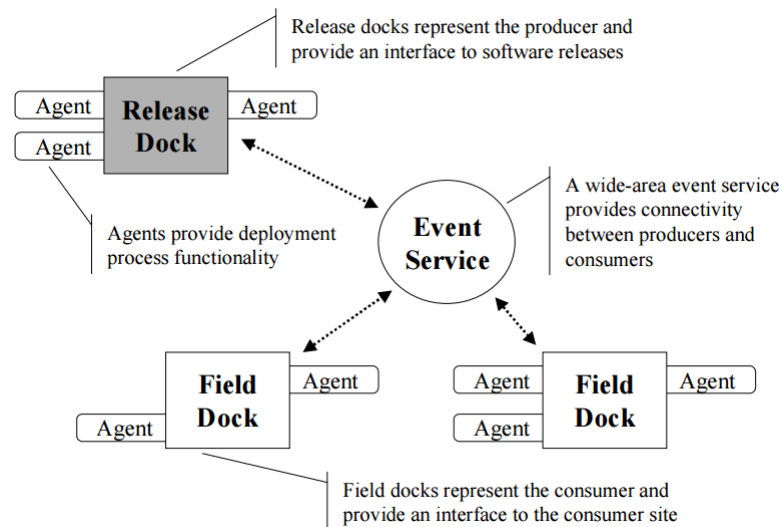 Release docks represent the producer and
provide an interface to software releases
Agent
Release
Dock
Agent
Agent
Agents provide deployment
process functionality
Event
Service
A wide-area event service
provides connectivity
between producers and
consumers
Field
Dock
Agent
Agent
Agent
Field
Dock
Agent
Agent
Field docks represent the consumer and
provide an interface to the consumer site